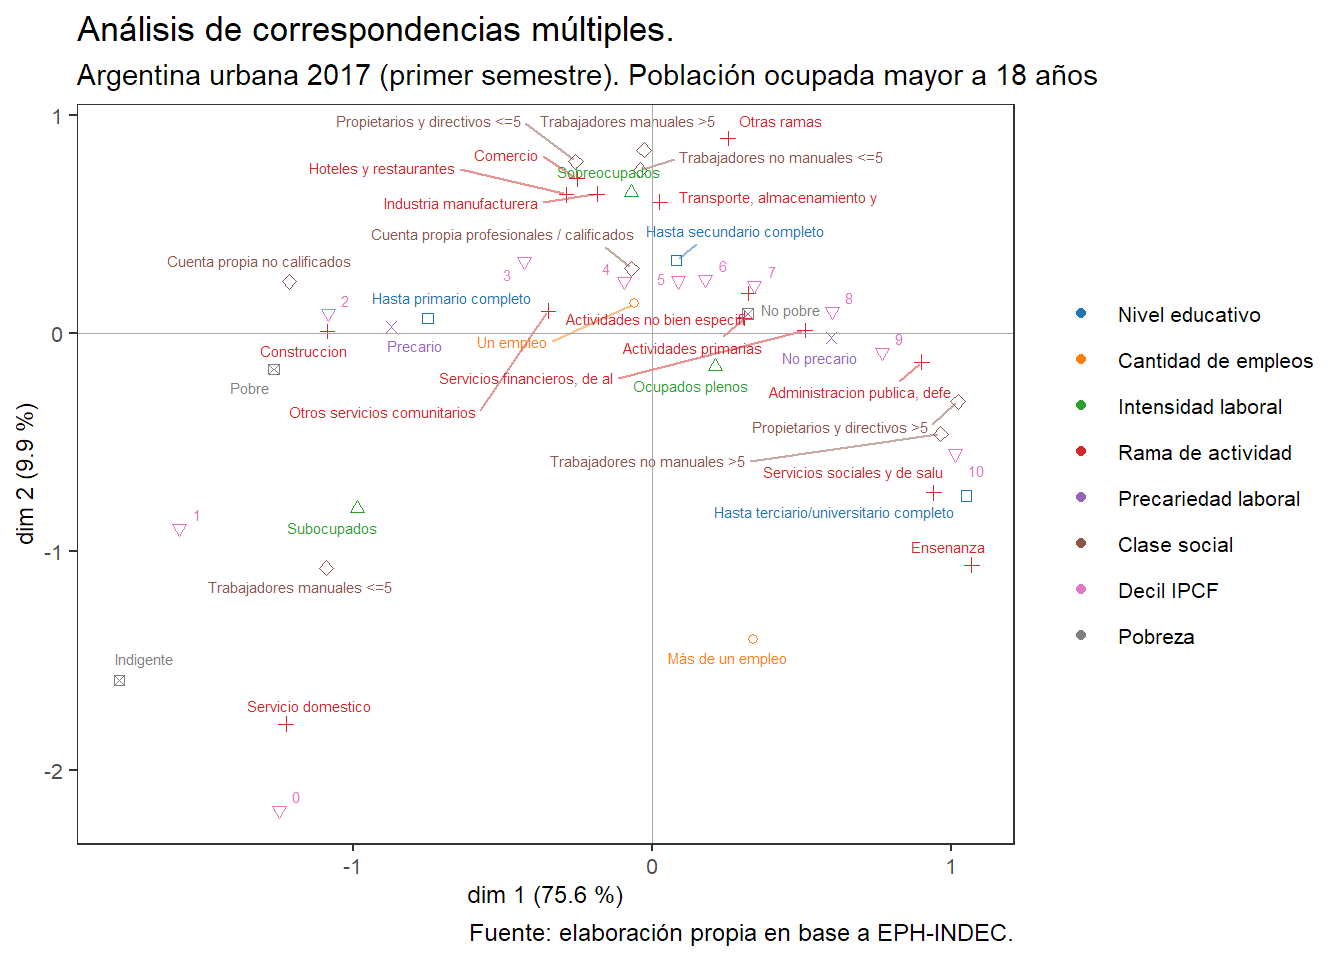 Análisis de correspondencias múltiples.
Argentina urbana 2017 (primer semestre). Población ocupada mayor a 18 años
1
Propietarios y directivos <=5
Trabajadores manuales >5
Otras ramas
Comercio
Trabajadores no manuales <=5
Hoteles y restaurantes
Sobreocupados
Industria manufacturera
Transporte, almacenamiento y
Cuenta propia profesionales / calificados
Hasta secundario completo
Cuenta propia no calificados
3
4
5
6
7
2
Hasta primario completo
8
No pobre
Nivel educativo
Actividades no bien especifi
0
Construccion
Precario
Un empleo
Actividades primarias
No precario
9
Cantidad de empleos
Pobre
Servicios financieros, de al
Ocupados plenos
Administracion publica, defe
Intensidad laboral
Otros servicios comunitarios
Propietarios y directivos >5
Rama de actividad
Trabajadores no manuales >5
Servicios sociales y de salu
10
Precariedad laboral
1
Hasta terciario/universitario completo
Subocupados
Ensenanza
Clase social
-1
Trabajadores manuales <=5
Decil IPCF
Indigente
Más de un empleo
Pobreza
Servicio domestico
-2
0
dim 2 (9.9 %)
-1
0
1
dim 1 (75.6 %)
Fuente: elaboración propia en base a EPH-INDEC.